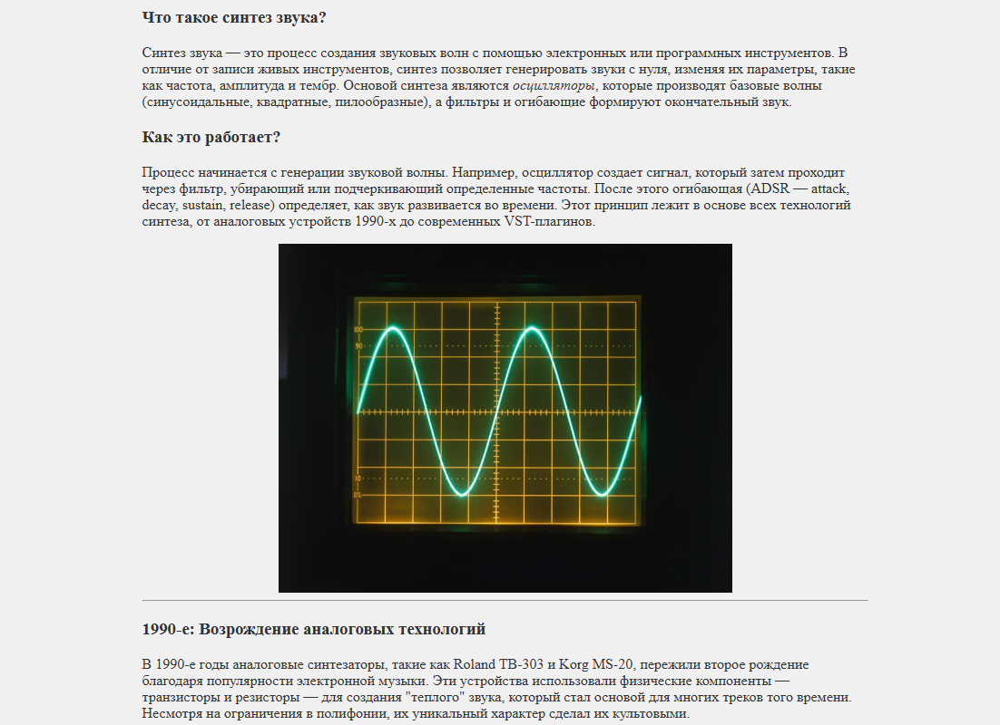 Что такое синтез звука?
Синтез звука — это процесс создания звуковых волн с помощью электронных или программных инструментов. В
отличие от записи живых инструментов, синтез позволяет генерировать звуки с нуля, изменяя их параметры, такие
как частота, амплитуда и тембр. Основой синтеза являются осцилляторы, которые производят базовые волны
(синусоидальные, квадратные, пилообразные), а фильтры и огибающие формируют окончательный звук.
Как это работает?
Процесс начинается с генерации звуковой волны. Например, осциллятор создает сигнал, который затем проходит
через фильтр, убирающий или подчеркивающий определенные частоты. После этого огибающая (ADSR — attack,
decay, sustain, release) определяет, как звук развивается во времени. Этот принцип лежит в основе всех технологий
синтеза, от аналоговых устройств 1990-х до современных VST-плагинов.
100
90
10
0%
1990-е: Возрождение аналоговых технологий
В 1990-е годы аналоговые синтезаторы, такие как Roland TB-303 и Korg MS-20, пережили второе рождение
благодаря популярности электронной музыки. Эти устройства использовали физические компоненты —
транзисторы и резисторы — для создания "теплого" звука, который стал основой для многих треков того времени.
Несмотря на ограничения в полифонии, их уникальный характер сделал их культовыми.